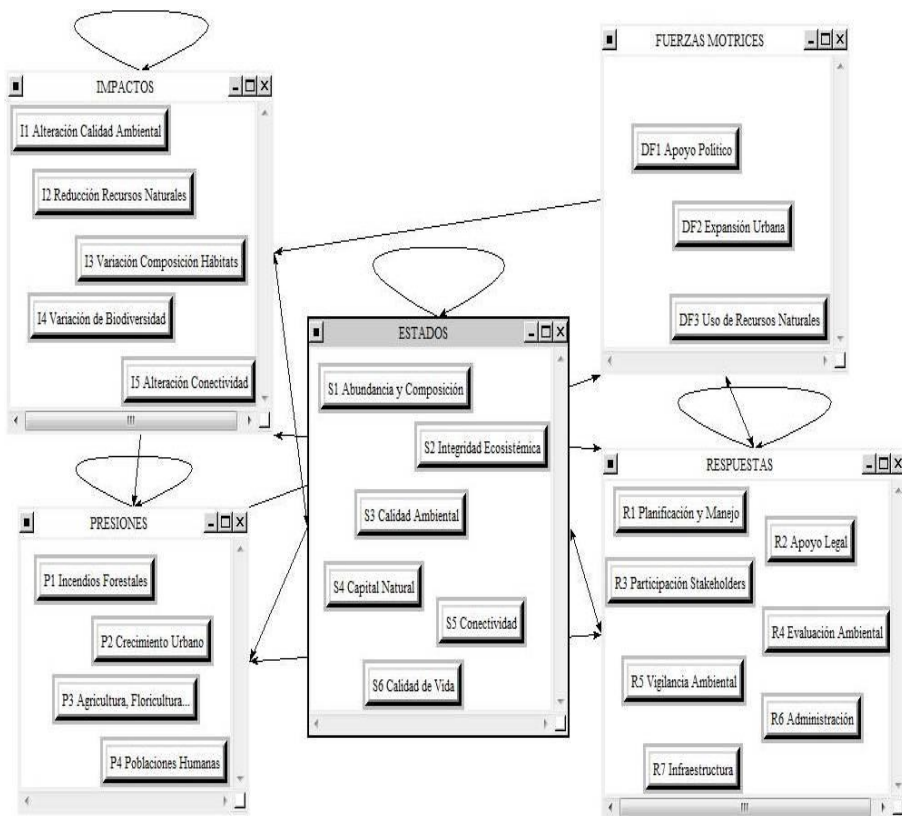 IMPACTOS
I1 Alteración Calidad Ambiental
I2 Reducción Recursos Naturales
I3 Variación Composición Hábitats
I4 Variación de Biodiversidad
I5 Alteración Conectividad
FUERZAS MOTRICES
DF1 Apoyo Político
DF2 Expansión Urbana
DF3 Uso de Recursos Naturales
ESTADOS
S1 Abundancia y Composición
S2 Integridad Ecosistémica
S3 Calidad Ambiental
S4 Capital Natural
S5 Conectividad
S6 Calidad de Vida
PRESIONES
P1 Incendios Forestales
P2 Crecimiento Urbano
P3 Agricultura, Floricultura...
P4 Poblaciones Humanas
RESPUESTAS
R1 Planificación y Manejo
R2 Apoyo Legal
R3 Participación Stakeholders
R4 Evaluación Ambiental
R5 Vigilancia Ambiental
R6 Administración
R7 Infraestructura